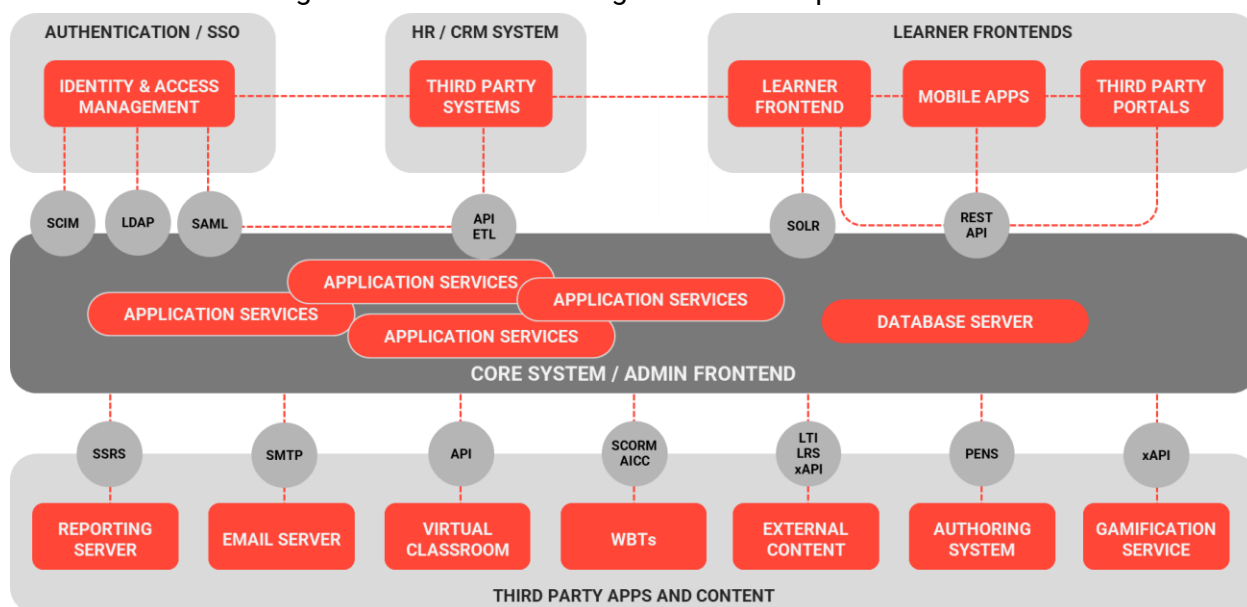 AUTHENTICATION / SSO
HR / CRM SYSTEM
LEARNER FRONTENDS
IDENTITY & ACCESS
MANAGEMENT
THIRD PARTY
SYSTEMS
LEARNER
FRONTEND
MOBILE APPS
THIRD PARTY
PORTALS
SCIM
LDAP
SAML
API
ETL
SOLR
REST
API
APPLICATION SERVICES
APPLICATION SERVICES
APPLICATION SERVICES
APPLICATION SERVICES
DATABASE SERVER
CORE SYSTEM / ADMIN FRONTEND
SSRS
SMTP
API
SCORM
AICC
LTI
LRS
xAPI
PENS
xAPI
REPORTING
SERVER
EMAIL SERVER
VIRTUAL
CLASSROOM
WBTs
EXTERNAL
CONTENT
AUTHORING
SYSTEM
GAMIFICATION
SERVICE
THIRD PARTY APPS AND CONTENT